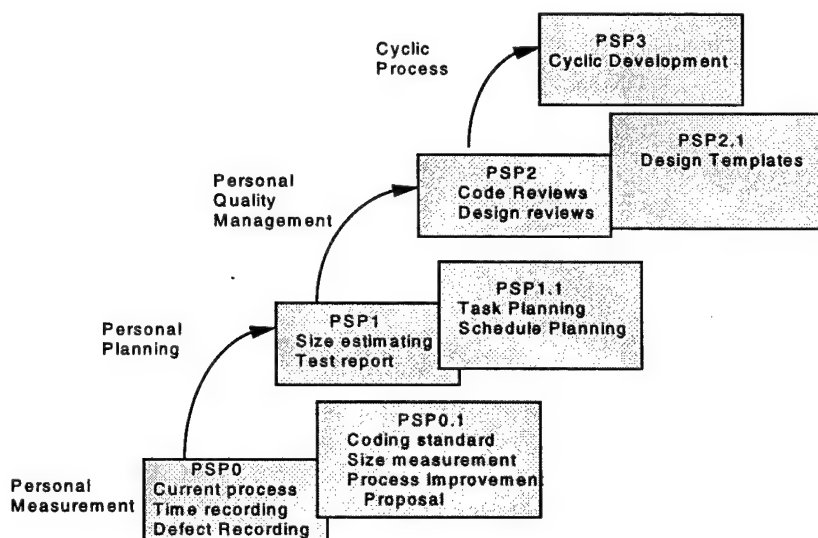 Cyclic
Process
PSP3
Cyclic Development
PSP2.1
Design Templates
Personal
Quality
Management
PSP2
Code Reviews
Design reviews
PSP1.1
Task Planning
Schedule Planning
Personal
Planning
PSP1
Size estimating
Test report
PSP0.1
Coding standard
Size measurement
Process Improvement
Proposal
Personal
Measurement
PSP0
Current process
Time recording
Defect Recording